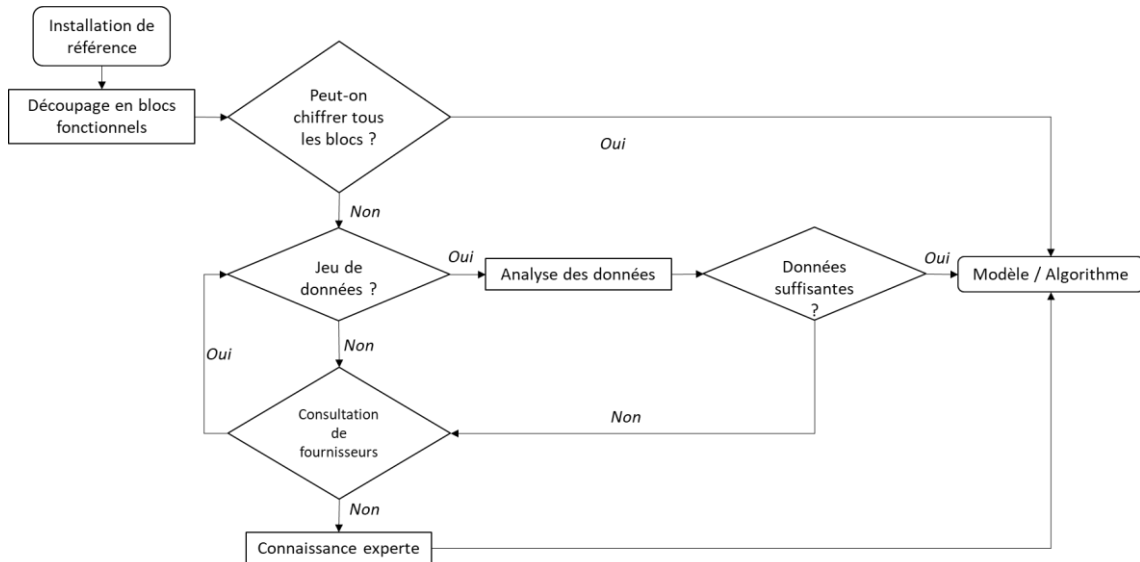 Installation de
référence
Découpage en blocs
fonctionnels
Peut-on
chiffrer tous
les blocs ?
Oui
Non
Jeu de
données ?
Oui
Analyse des données
Données
suffisantes
?
Oui
Modèle / Algorithme
Non
Oui
Consultation
de
fournisseurs
Non
Non
Connaissance experte